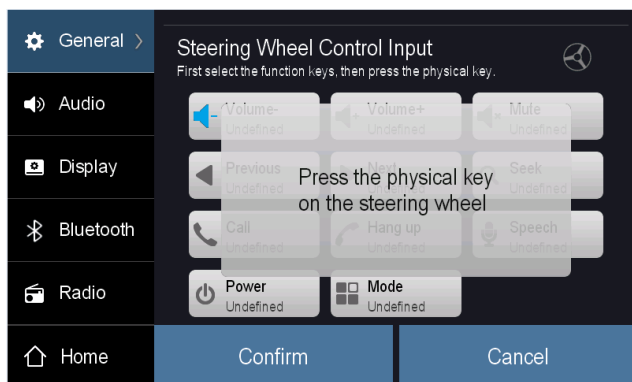 General
Audio
Display
Bluetooth
Radio
Home
Steering Wheel Control Input
First select the function keys, then press the physical key.
Volume-
Undefined
Volume+
Undefined
Mute
Undefined
Previous
Undefined
Next
Undefined
Seek
Undefined
Press the physical key
on the steering wheel
Call
Undefined
Hang up
Undefined
Speech
Undefined
Power
Undefined
Mode
Undefined
Confirm
Cancel